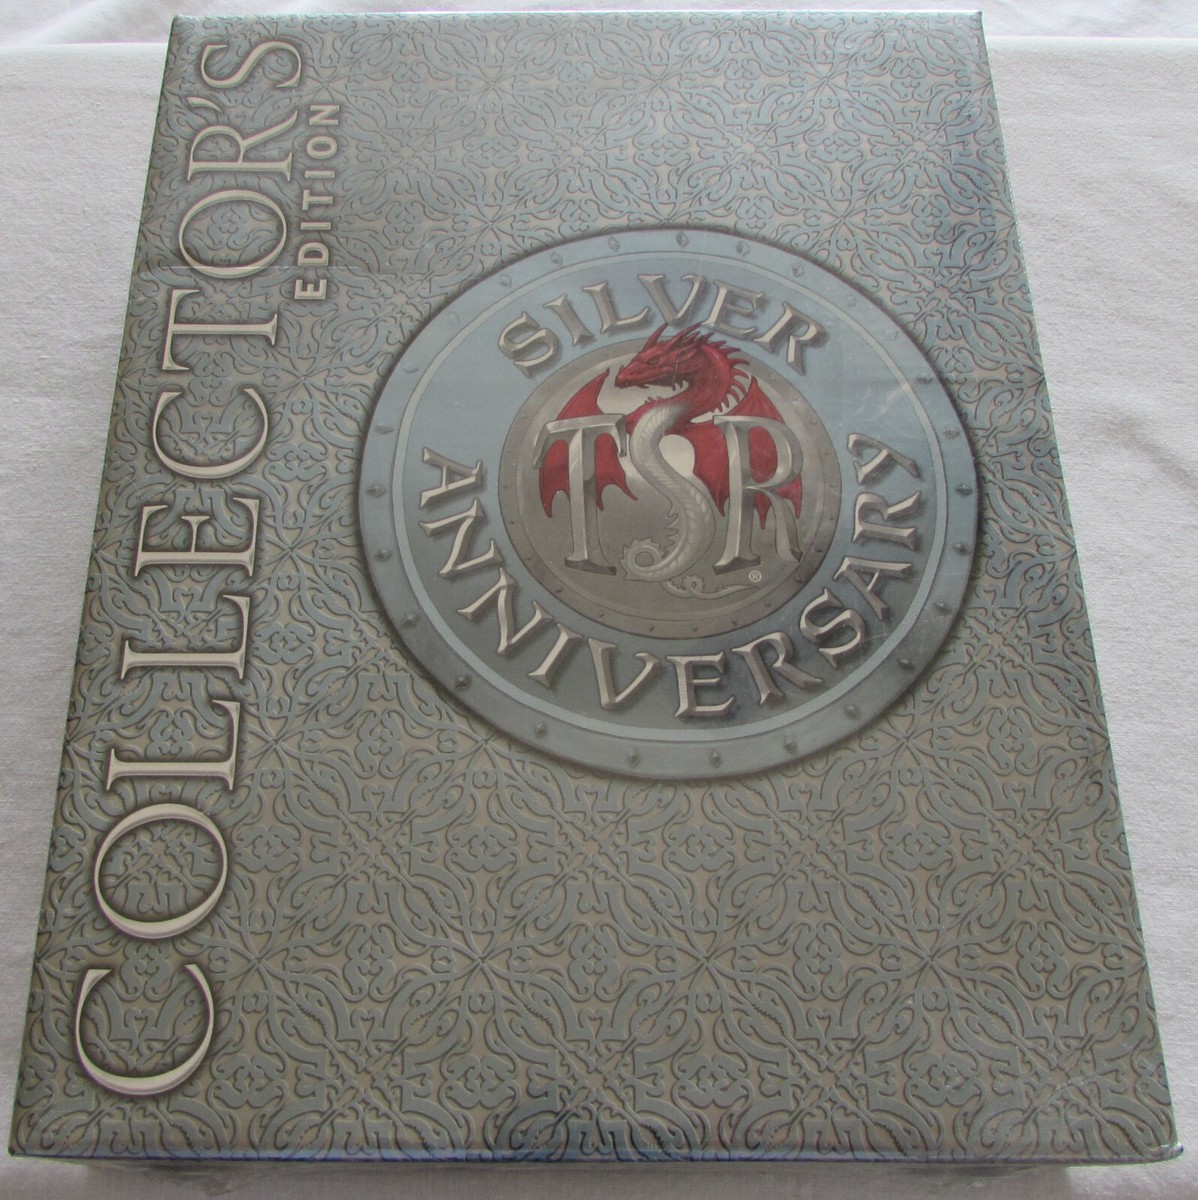 COLLECTOR'S
EDITION
SILVER
TSR®
ANNIVERSARY